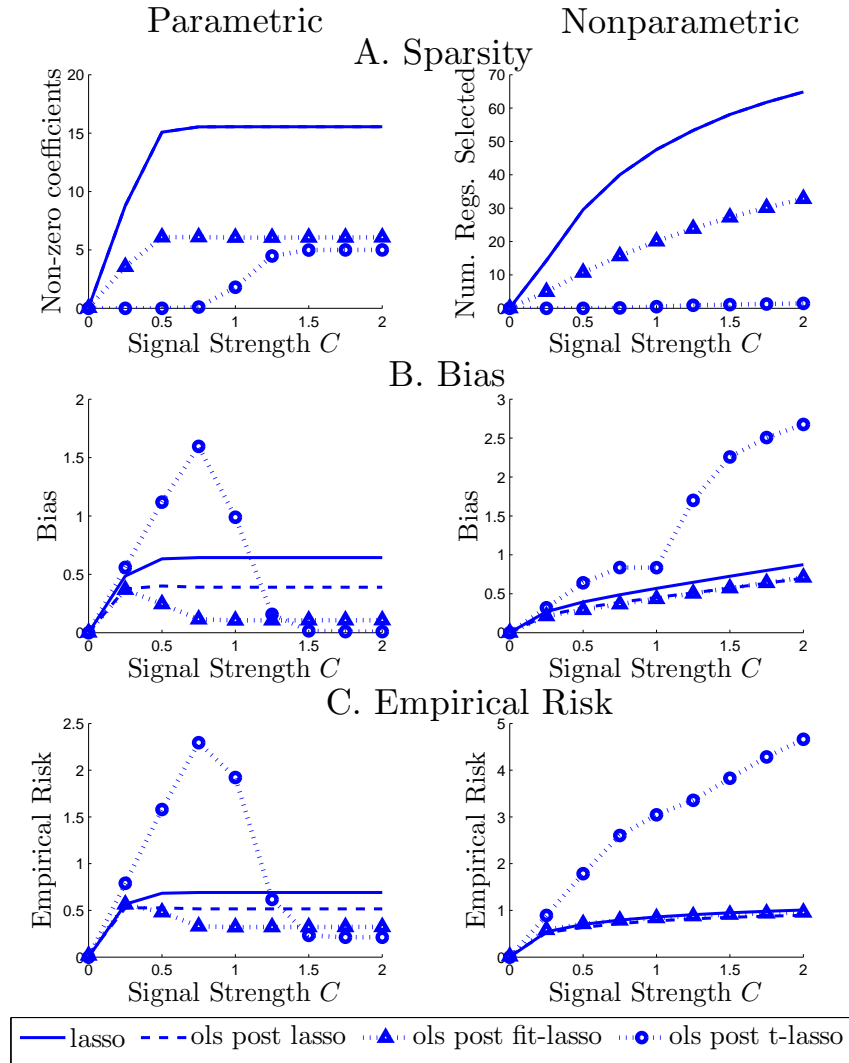 Parametric
Nonparametric
A. Sparsity
Non-zero coefficients
20
15
10
5
0
0 0.5 1 1.5 2
Signal Strength C
Num. Regs. Selected
70
60
50
40
30
20
10
0
0 0.5 1 1.5 2
Signal Strength C
B. Bias
Bias
2
1.5
1
0.5
0
0 0.5 1 1.5 2
Signal Strength C
Bias
3
2.5
2
1.5
1
0.5
0
0 0.5 1 1.5 2
Signal Strength C
C. Empirical Risk
Empirical Risk
2.5
2
1.5
1
0.5
0
0 0.5 1 1.5 2
Signal Strength C
Empirical Risk
5
4
3
2
1
0
0 0.5 1 1.5 2
Signal Strength C
lasso ols post lasso ols post fit-lasso ols post t-lasso